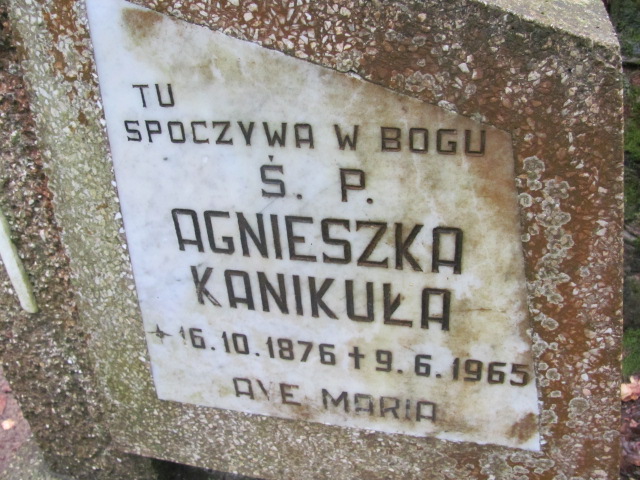 TU
SPOCZYWA W BOGU
Ś. P.
AGNIESZKA
KANIKUŁA
* 16.10.1876 † 9.6.1965
AVE MARIA